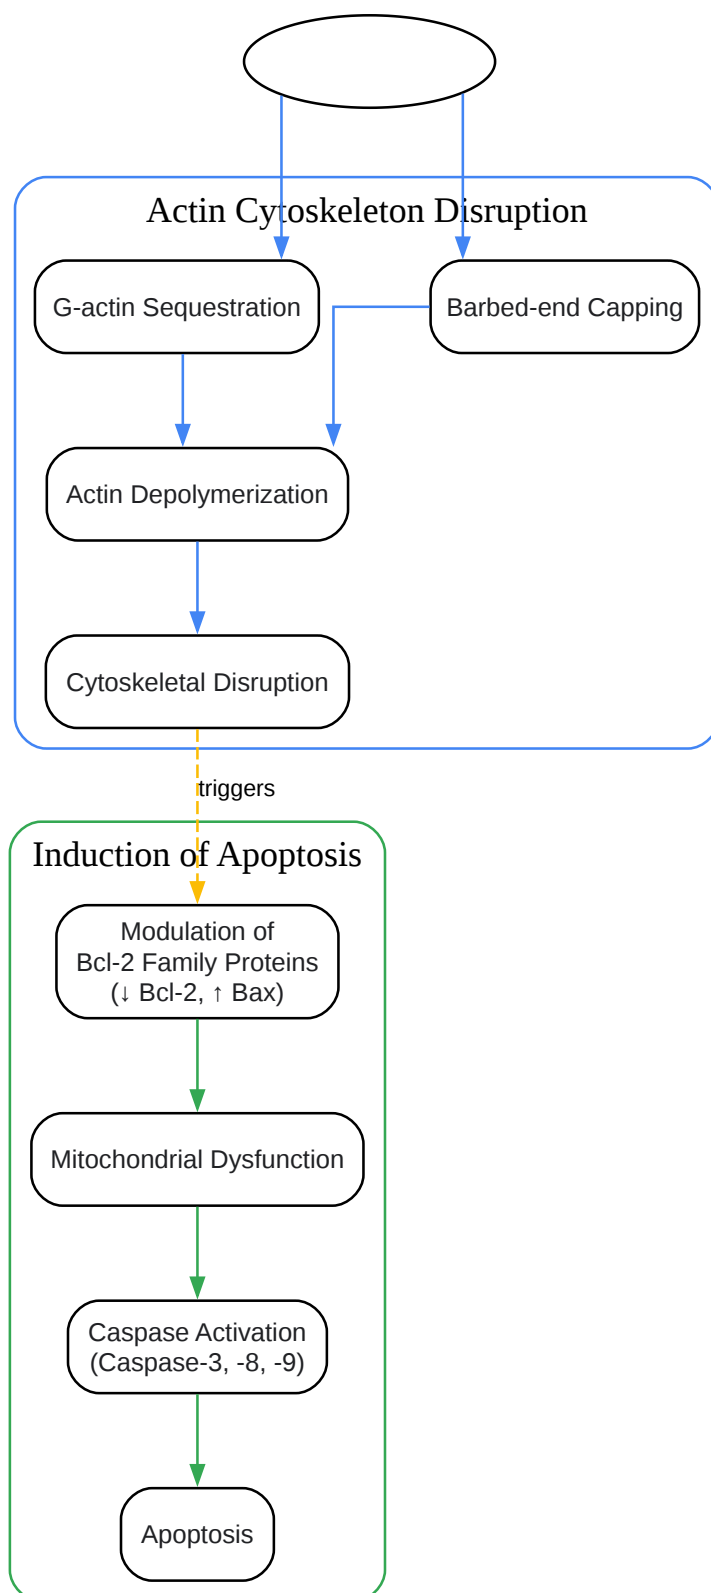 Actin Cytoskeleton Disruption
G-actin Sequestration
Barbed-end Capping
Actin Depolymerization
Cytoskeletal Disruption
triggers
Induction of Apoptosis
Modulation of
Bcl-2 Family Proteins
(↓ Bcl-2, ↑ Bax)
Mitochondrial Dysfunction
Caspase Activation
(Caspase-3, -8, -9)
Apoptosis